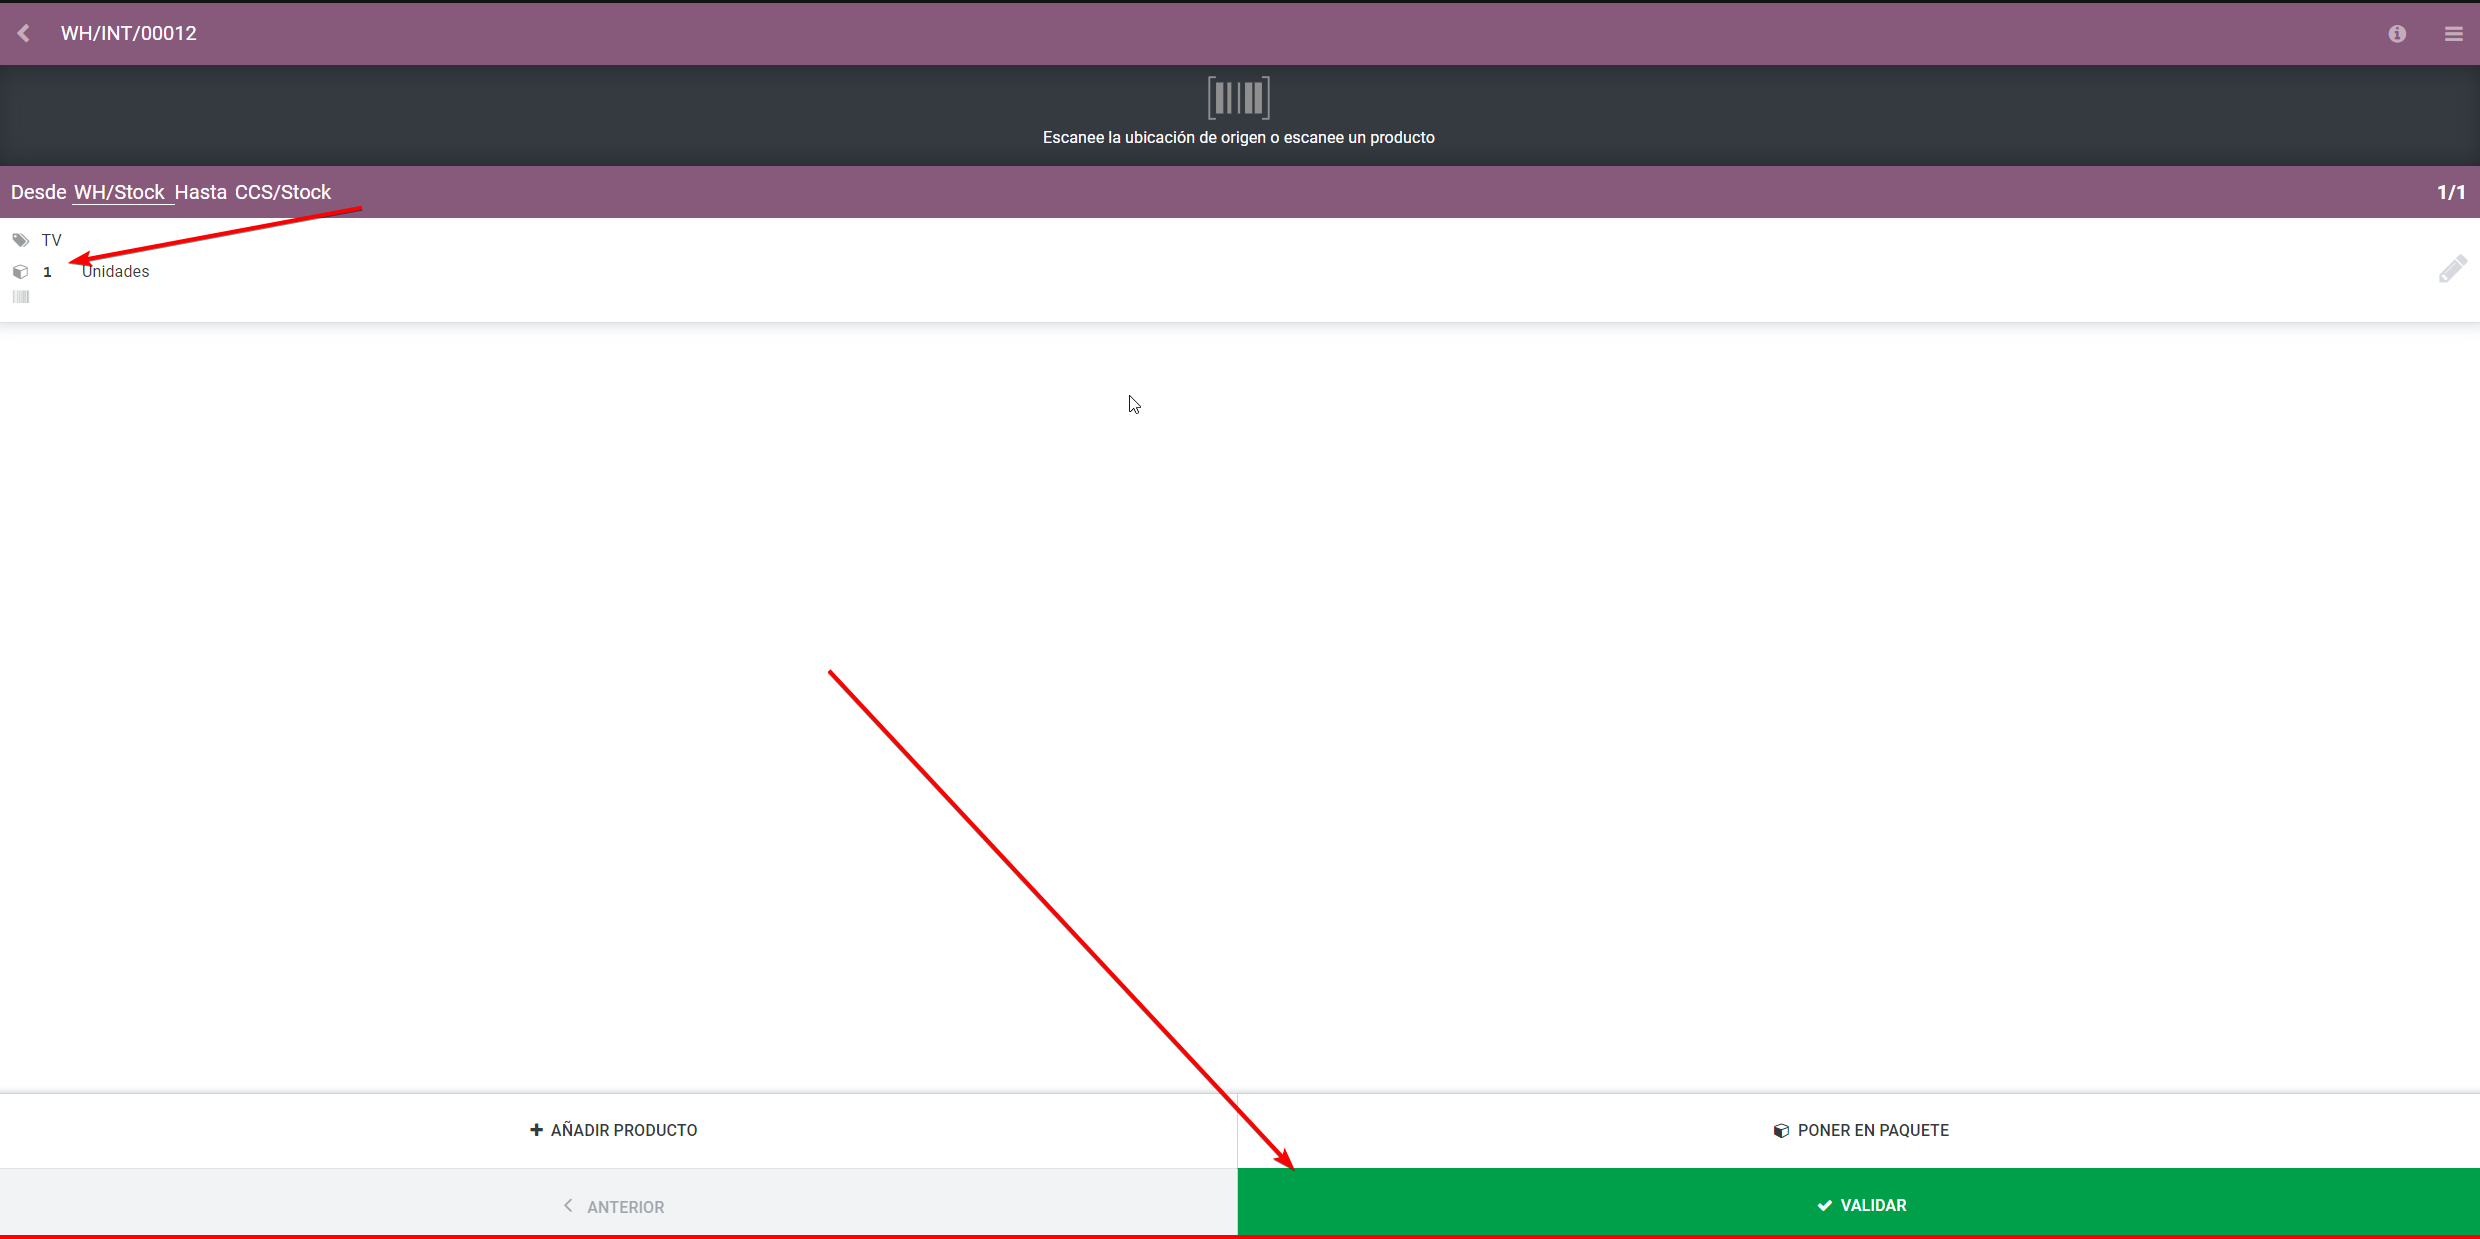 WH/INT/00012
Escanee la ubicación de origen o escanee un producto
Desde WH/Stock Hasta CCS/Stock 1/1
TV
1 Unidades
AÑADIR PRODUCTO
PONER EN PAQUETE
ANTERIOR
VALIDAR